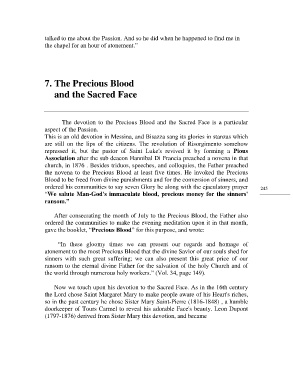 talked to me about the Passion. And so he did when he happened to find me in
the chapel for an hour of atonement."
7. The Precious Blood
and the Sacred Face
The devotion to the Precious Blood and the Sacred Face is a particular
aspect of the Passion.
This is an old devotion in Messina, and Bisazza sang its glories in stanzas which
are still on the lips of the citizens. The revolution of Risorgimento somehow
repressed it, but the pastor of Saint Luke's revived it by forming a Pious
Association after the sub deacon Hannibal Di Francia preached a novena in that
church, in 1876 . Besides tridua, speeches, and colloquies, the Father preached
the novena to the Precious Blood at least five times. He invoked the Precious
Blood to be freed from divine punishments and for the conversion of sinners, and
ordered his communities to say seven Glory be along with the ejaculatory prayer
"We salute Man-God's immaculate blood, precious money for the sinners'
ransom."
245
After consecrating the month of July to the Precious Blood, the Father also
ordered the communities to make the evening meditation upon it in that month,
gave the booklet, "Precious Blood" for this purpose, and wrote:
"In these gloomy times we can present our regards and homage of
atonement to the most Precious Blood that the divine Savior of our souls shed for
sinners with such great suffering; we can also present this great price of our
ransom to the eternal divine Father for the salvation of the holy Church and of
the world through numerous holy workers." (Vol. 34, page 149).
Now we touch upon his devotion to the Sacred Face. As in the 16th century
the Lord chose Saint Margaret Mary to make people aware of his Heart's riches,
so in the past century he chose Sister Mary Saint-Peter (1816-1848) , a humble
doorkeeper of Tours Carmel to reveal his adorable Face's beauty. Leon Dupont
(1797-1876) derived from Sister Mary this devotion, and became